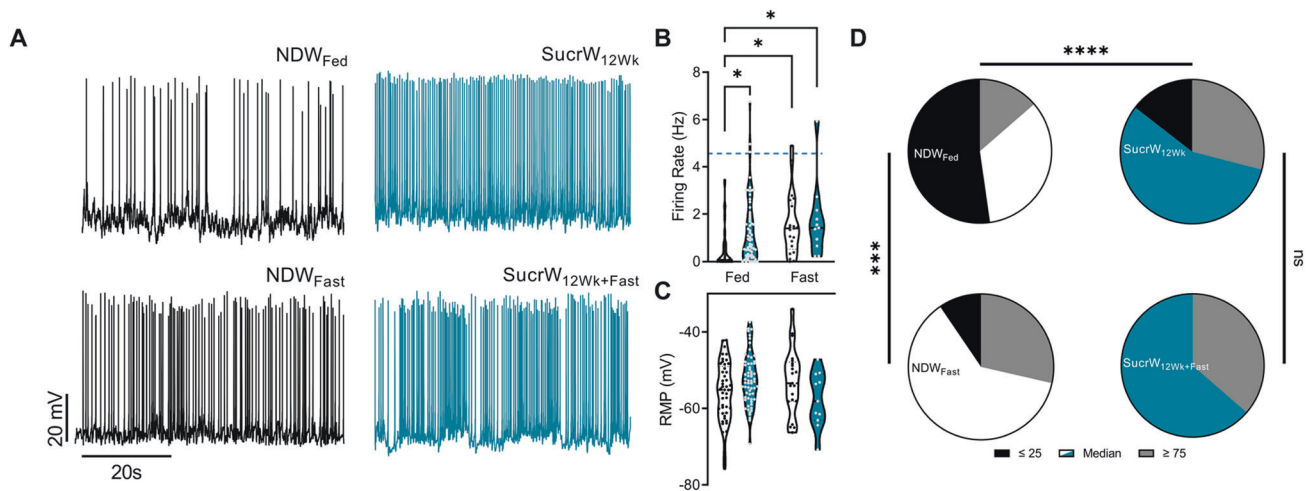 A
NDWFed
SucrW12Wk
NDWFast
SucrW12Wk+Fast
20 mV
20s
B
*
*
*
Firing Rate (Hz)
8
6
4
2
0
Fed Fast
C
RMP (mV)
-40
-60
-80
D
****
NDWFed
SucrW12Wk
***
ns
NDWFast
SucrW12Wk+Fast
≤ 25 Median ≥ 75